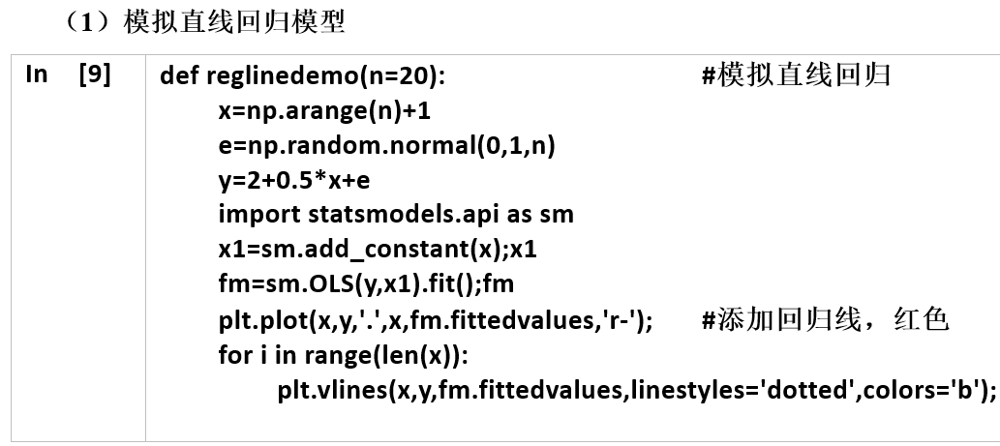 （1）模拟直线回归模型
In [9] def reglinedemo(n=20): #模拟直线回归
x=np.arange(n)+1
e=np.random.normal(0,1,n)
y=2+0.5*x+e
import statsmodels.api as sm
x1=sm.add_constant(x);x1
fm=sm.OLS(y,x1).fit();fm
plt.plot(x,y,'.',x,fm.fittedvalues,'r-'); #添加回归线，红色
for i in range(len(x)):
plt.vlines(x,y,fm.fittedvalues,linestyles='dotted',colors='b');